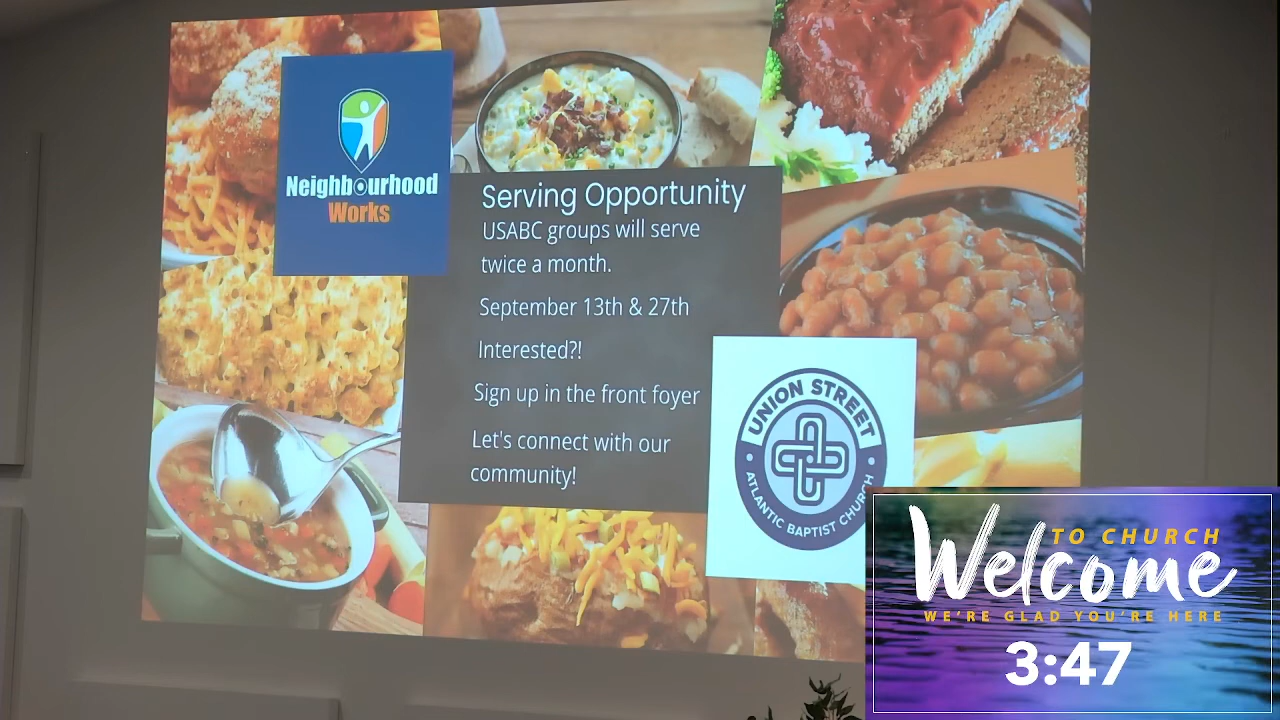 Neighbourhood
Works
Serving Opportunity
USABC groups will serve
twice a month.
September 13th & 27th
Interested?!
Sign up in the front foyer
Let's connect with our
community!
UNION STREET
ATLANTIC BAPTIST CHURCH
Welcome
TO CHURCH
WE'RE GLAD YOU'RE HERE
3:47